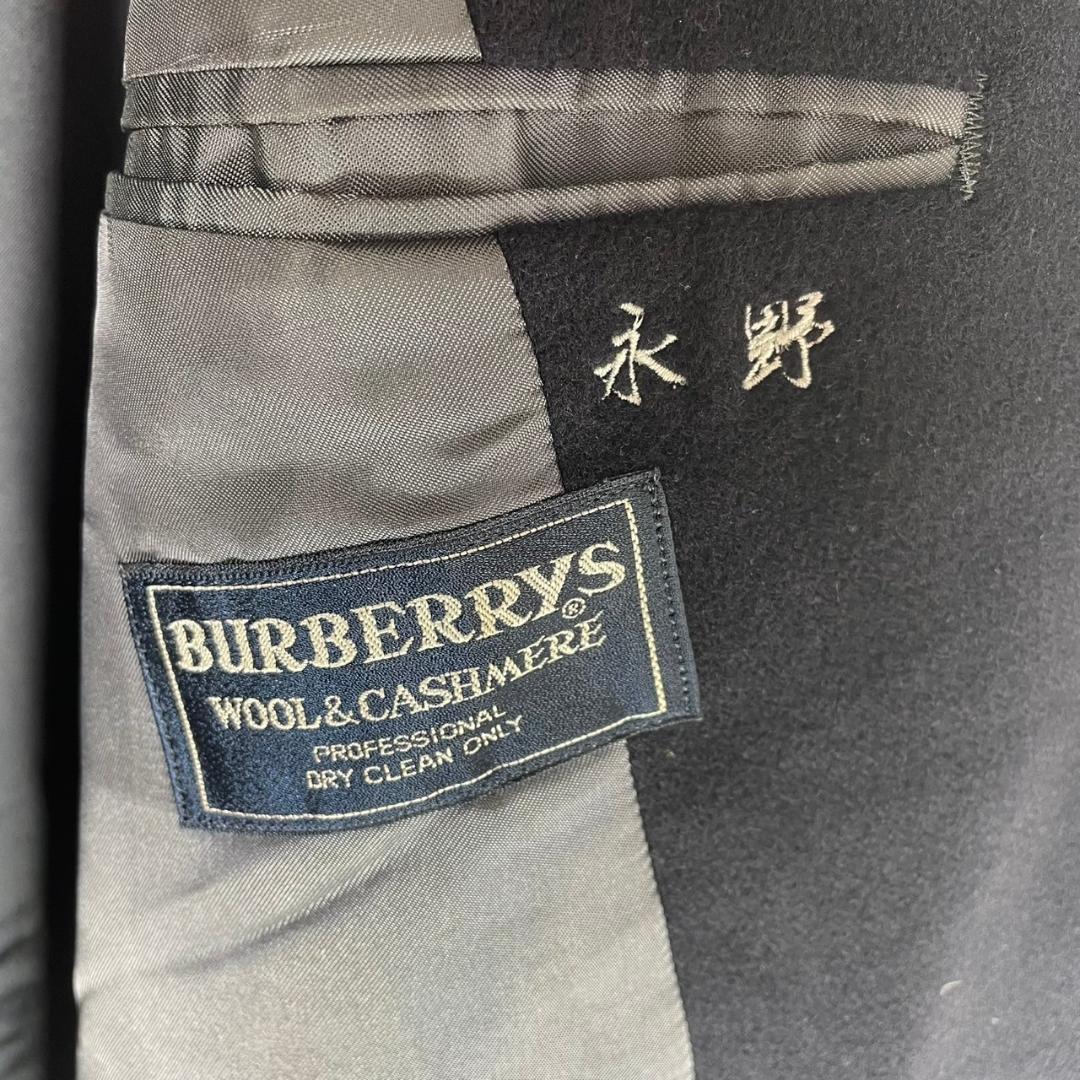 永野
BURBERRYS®
WOOL&CASHMERE
PROFESSIONAL
DRY CLEAN ONLY